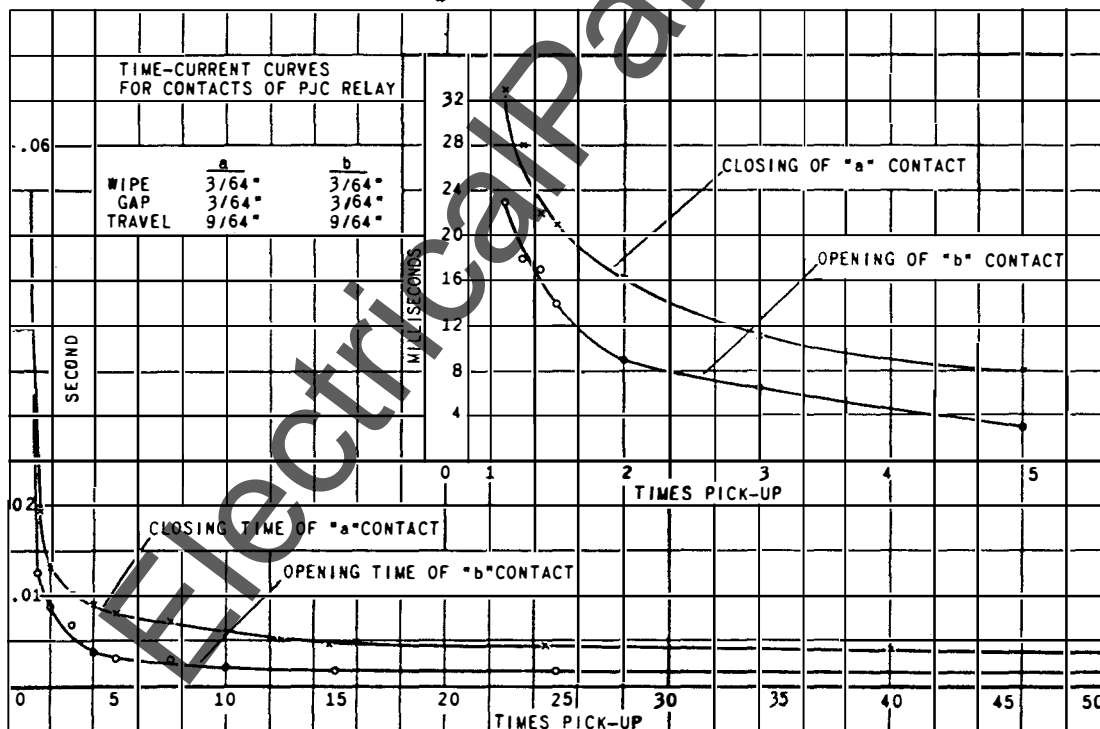 TIME-CURRENT CURVES
FOR CONTACTS OF PJC RELAY
a b
WIPE 3/64" 3/64"
GAP 3/64" 3/64"
TRAVEL 9/64" 9/64"
.06
SECOND
.01
32
28
24
20
16
12
8
4
MILLISECONDS
CLOSING OF "a" CONTACT
OPENING OF "b" CONTACT
0 1 2 3 4 5
TIMES PICK-UP
CLOSING TIME OF "a" CONTACT
OPENING TIME OF "b" CONTACT
0 5 10 15 20 25 30 35 40 45 50
TIMES PICK-UP